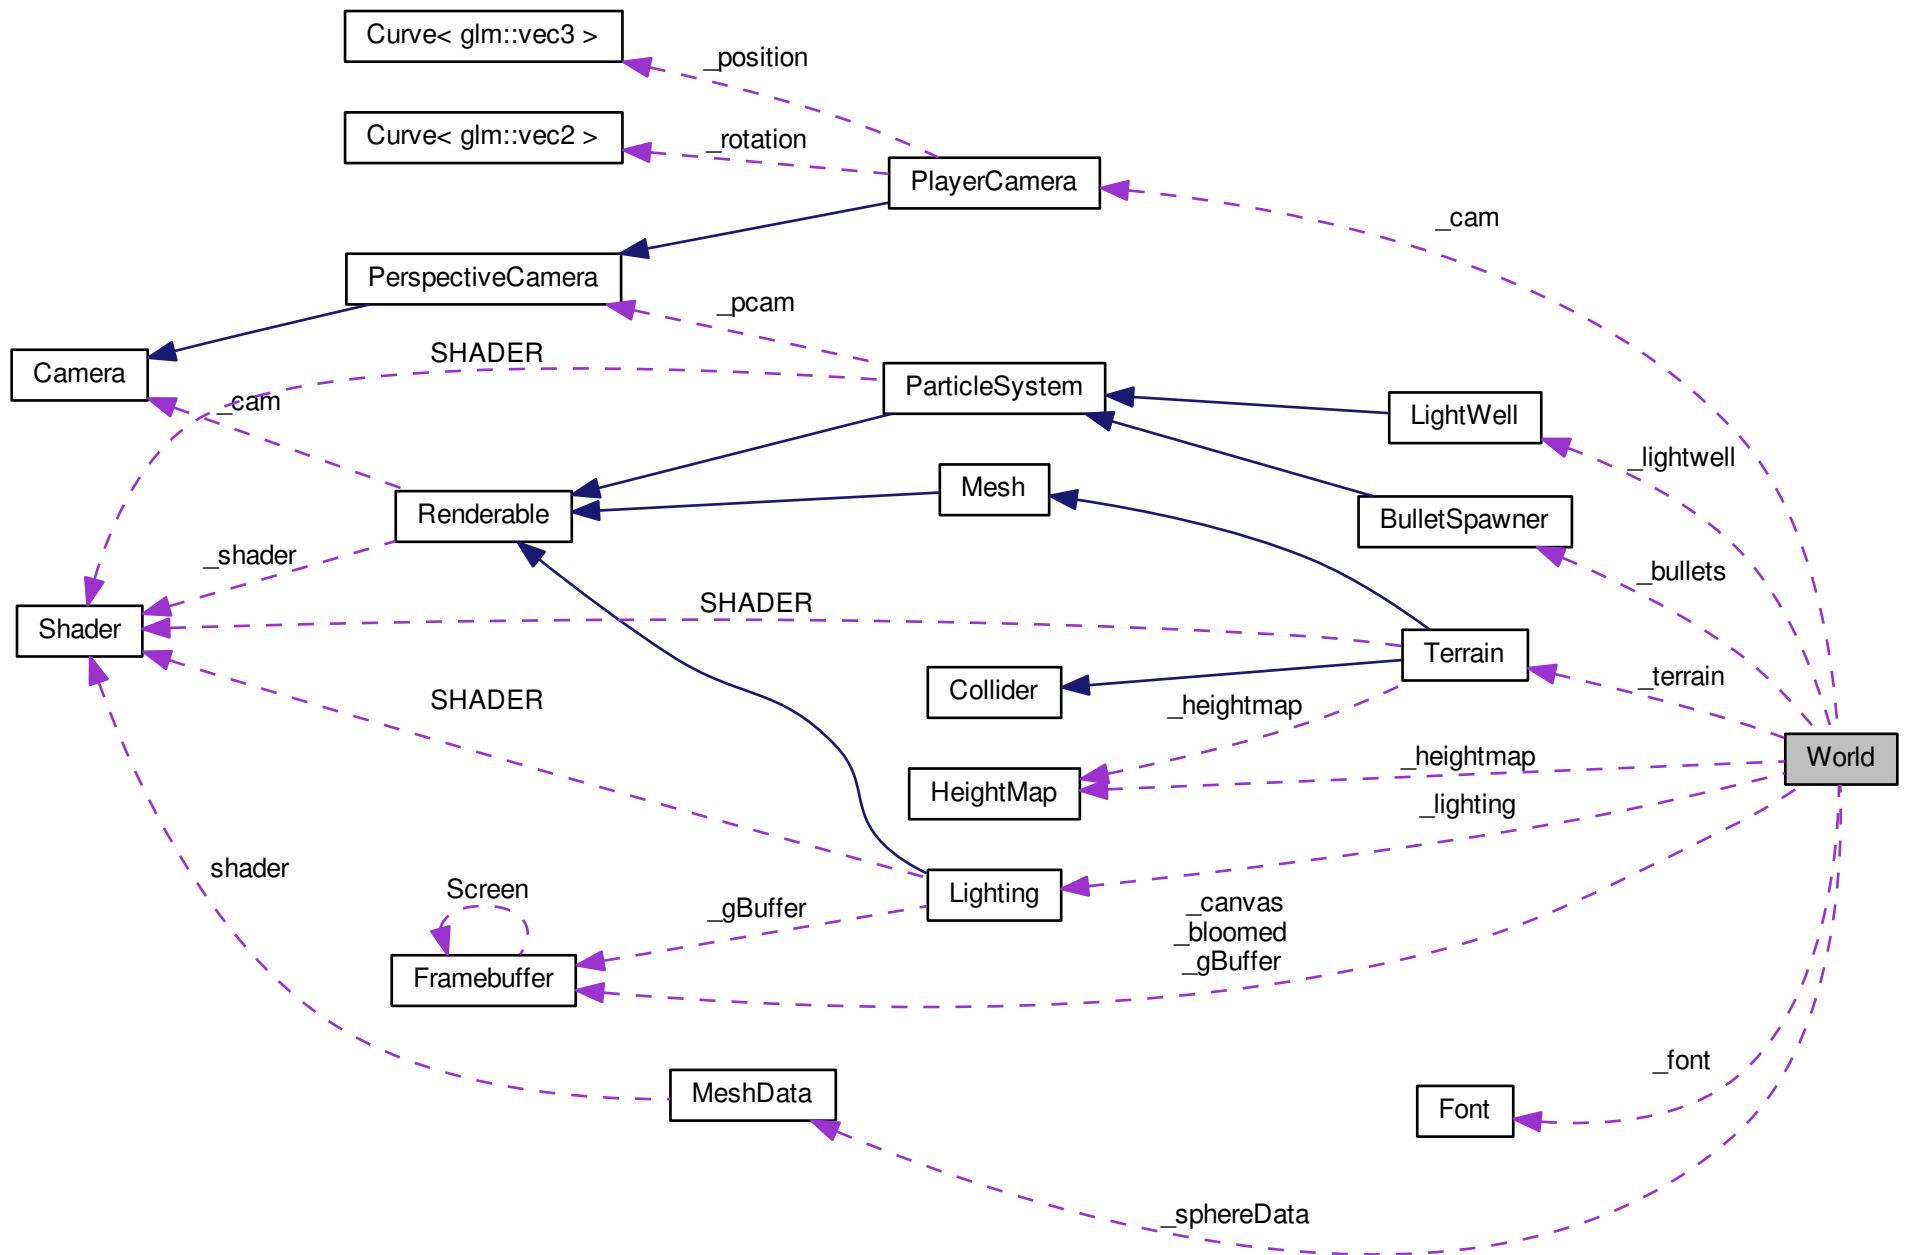 Curve< glm::vec3 >
_position
Curve< glm::vec2 >
_rotation
PlayerCamera
_cam
PerspectiveCamera
_pcam
SHADER
Camera
_cam
ParticleSystem
LightWell
_lightwell
Mesh
Renderable
BulletSpawner
_shader
_bullets
SHADER
Shader
Terrain
_terrain
Collider
SHADER
_heightmap
World
_heightmap
HeightMap
_lighting
shader
Screen
Lighting
_gBuffer
_canvas
_bloomed
_gBuffer
Framebuffer
_font
MeshData
Font
_sphereData